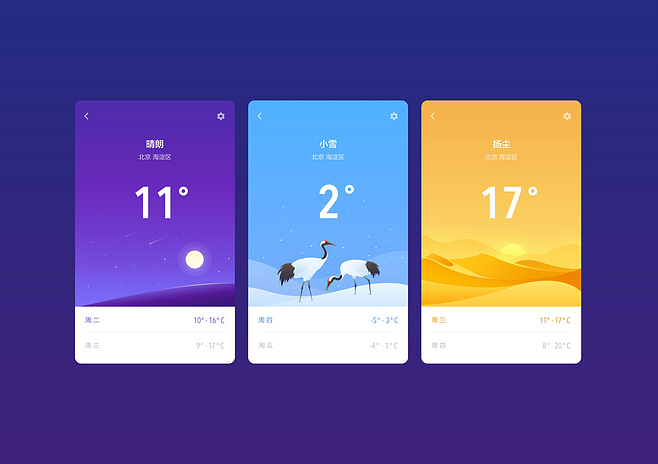 晴朗
北京 海淀区
11°
周二 10°-16°C
周三 9°-17°C
小雪
北京 海淀区
2°
周四 -5°-3°C
周五 -4°-1°C
扬尘
北京 海淀区
17°
周三 11°-17°C
周四 8°-20°C